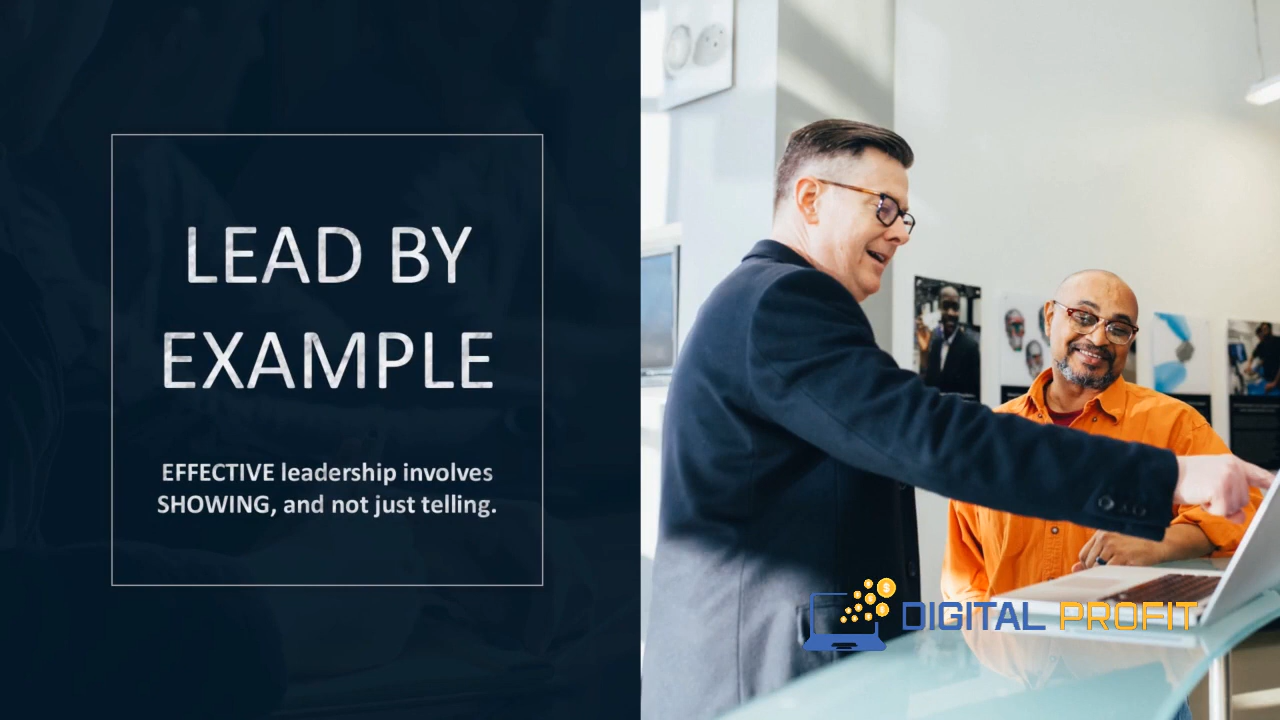 LEAD BY
EXAMPLE
EFFECTIVE leadership involves
SHOWING, and not just telling.
DIGITAL PROFIT